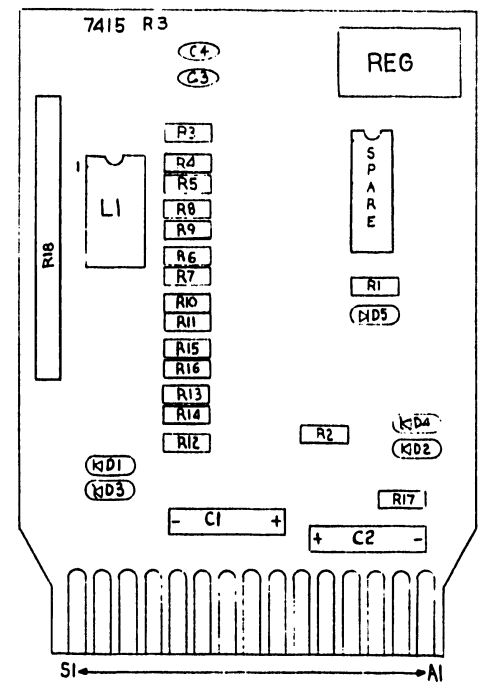 7415 R3
C4
C3
REG
R3
R4
R5
R8
R9
R6
R7
R10
R11
R15
R16
R13
R14
R12
1
L1
R18
SPARE
R1
D5
R2
D4
D2
D1
D3
R17
- C1 +
+ C2 -
S1 A1